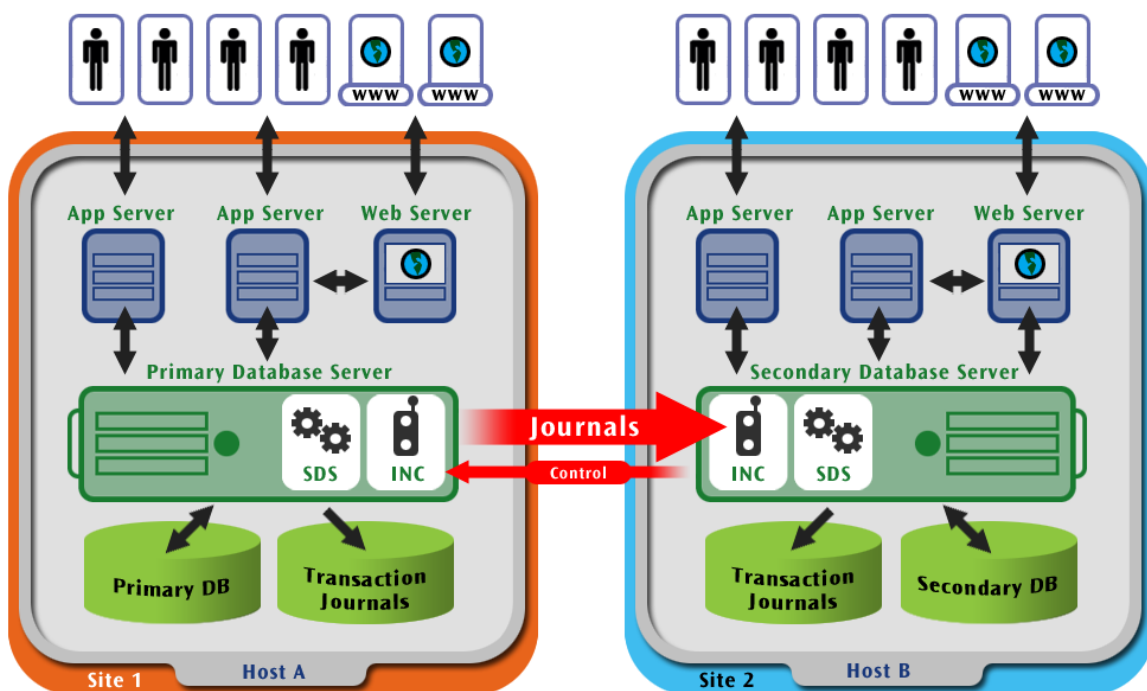 WWW WWW WWW WWW
App Server App Server Web Server App Server App Server Web Server
Primary Database Server Secondary Database Server
Journals
SDS INC Control INC SDS
Primary DB Transaction Journals Transaction Journals Secondary DB
Site 1 Host A Site 2 Host B